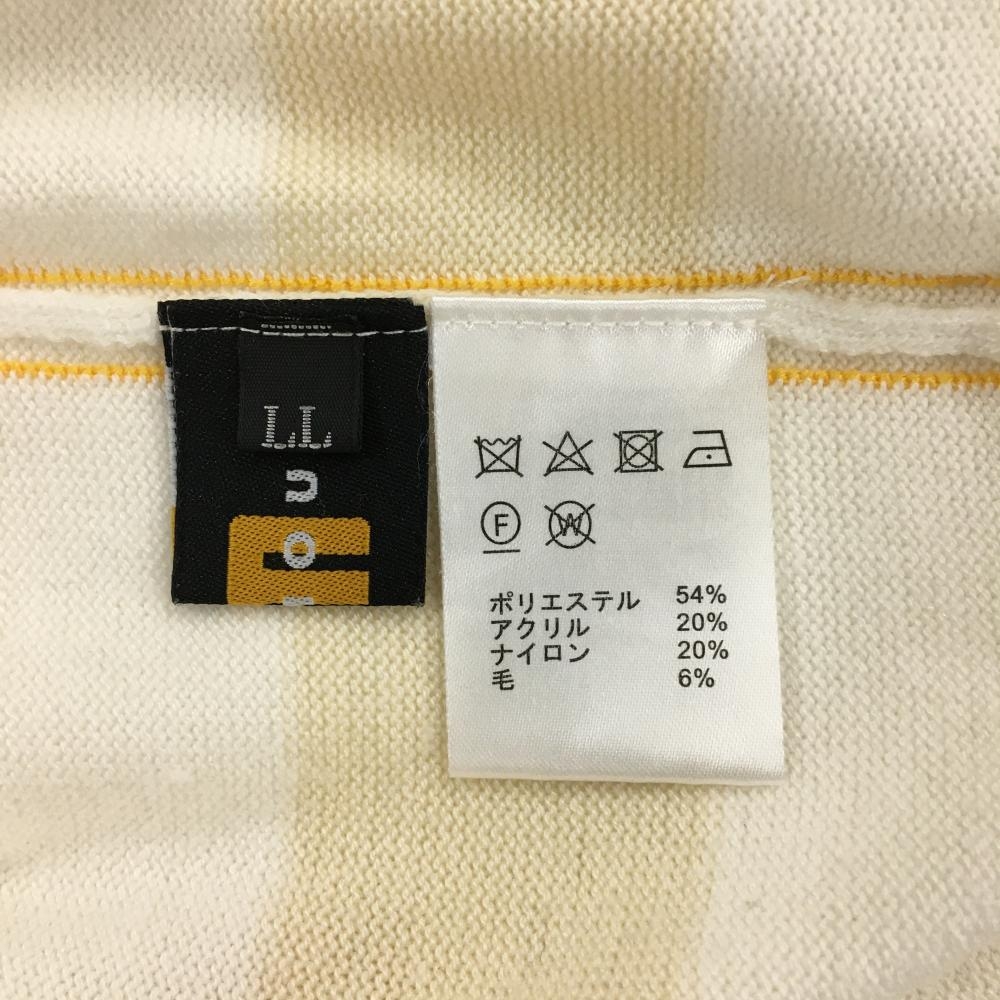 LL
F
W
ポリエステル 54%
アクリル 20%
ナイロン 20%
毛 6%